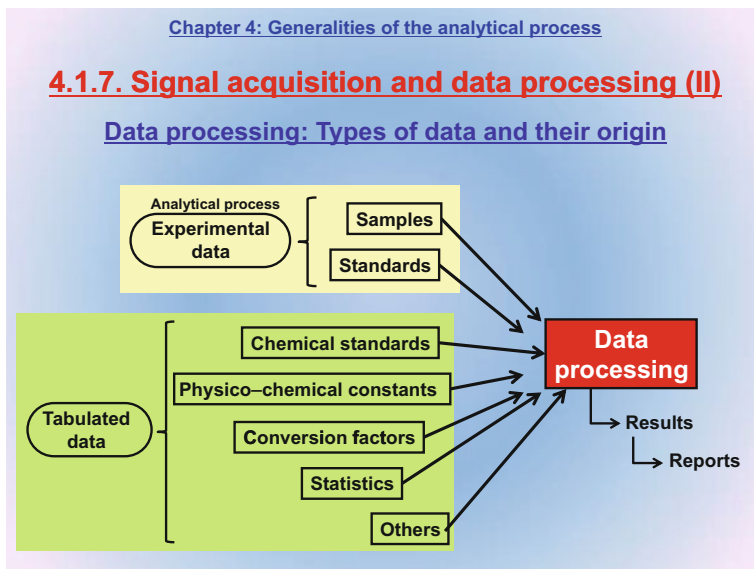 Chapter 4: Generalities of the analytical process
4.1.7. Signal acquisition and data processing (II)
Data processing: Types of data and their origin
Analytical process
Experimental
data
Samples
Standards
Tabulated
data
Chemical standards
Physico–chemical constants
Conversion factors
Statistics
Others
Data
processing
Results
Reports